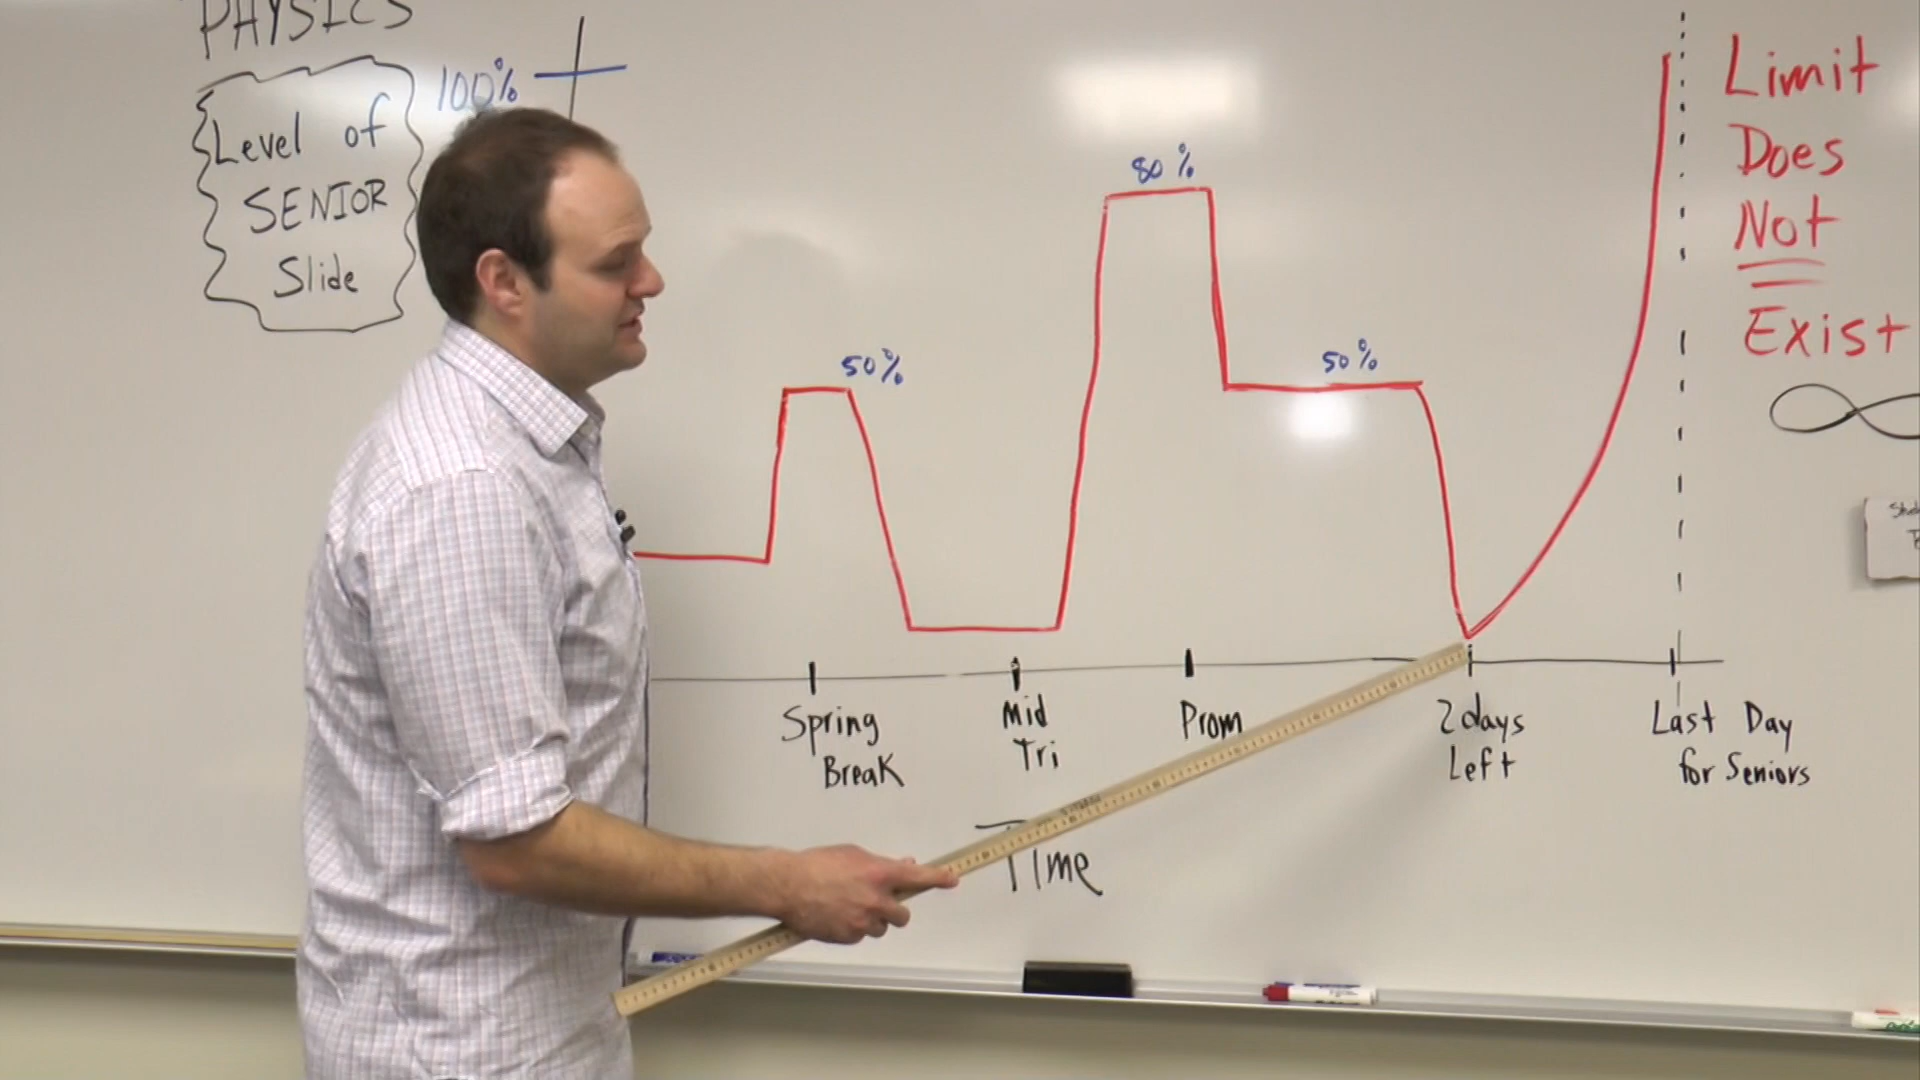 PHYSICS
Level of
SENIOR
Slide
100%
50%
80%
50%
Limit
Does
Not
Exist
Spring
Break
Mid
Tri
Prom
2 days
Left
Last Day
for Seniors
Time